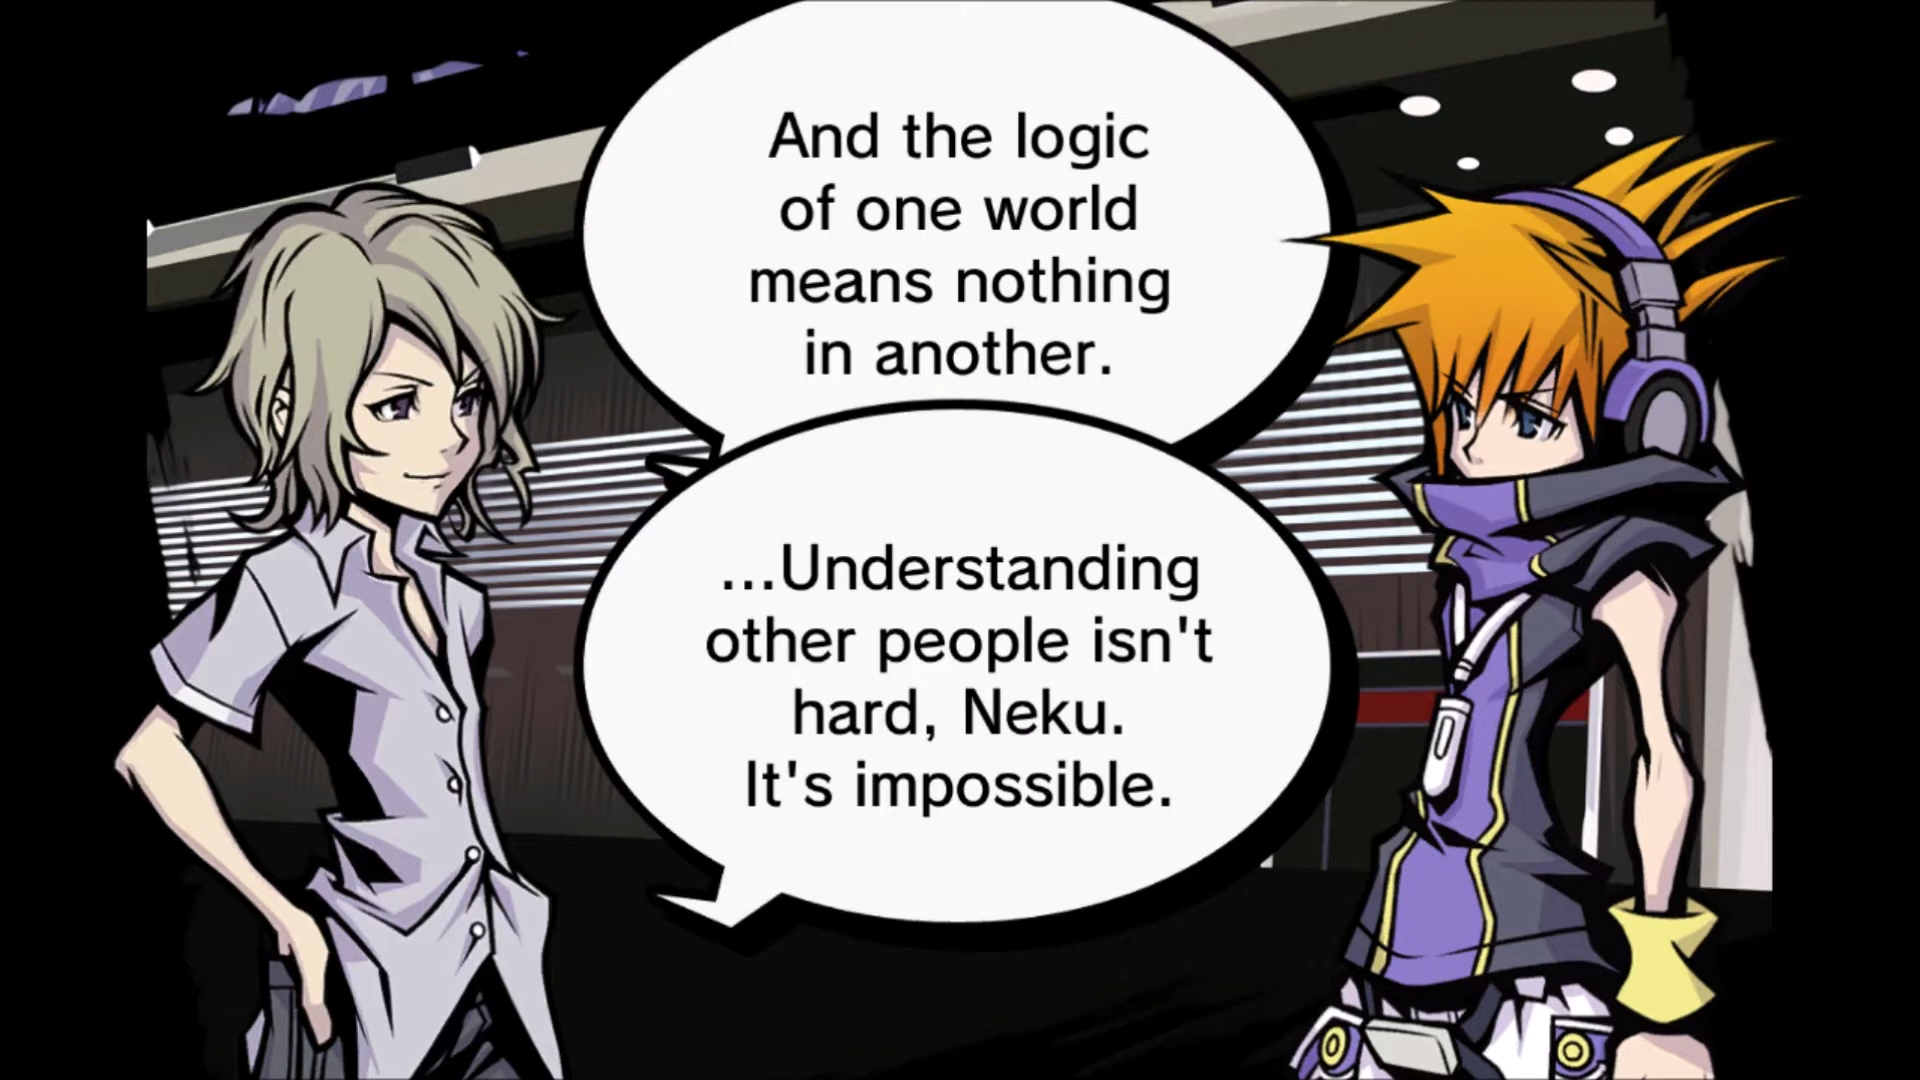 And the logic
of one world
means nothing
in another.
...Understanding
other people isn't
hard, Neku.
It's impossible.